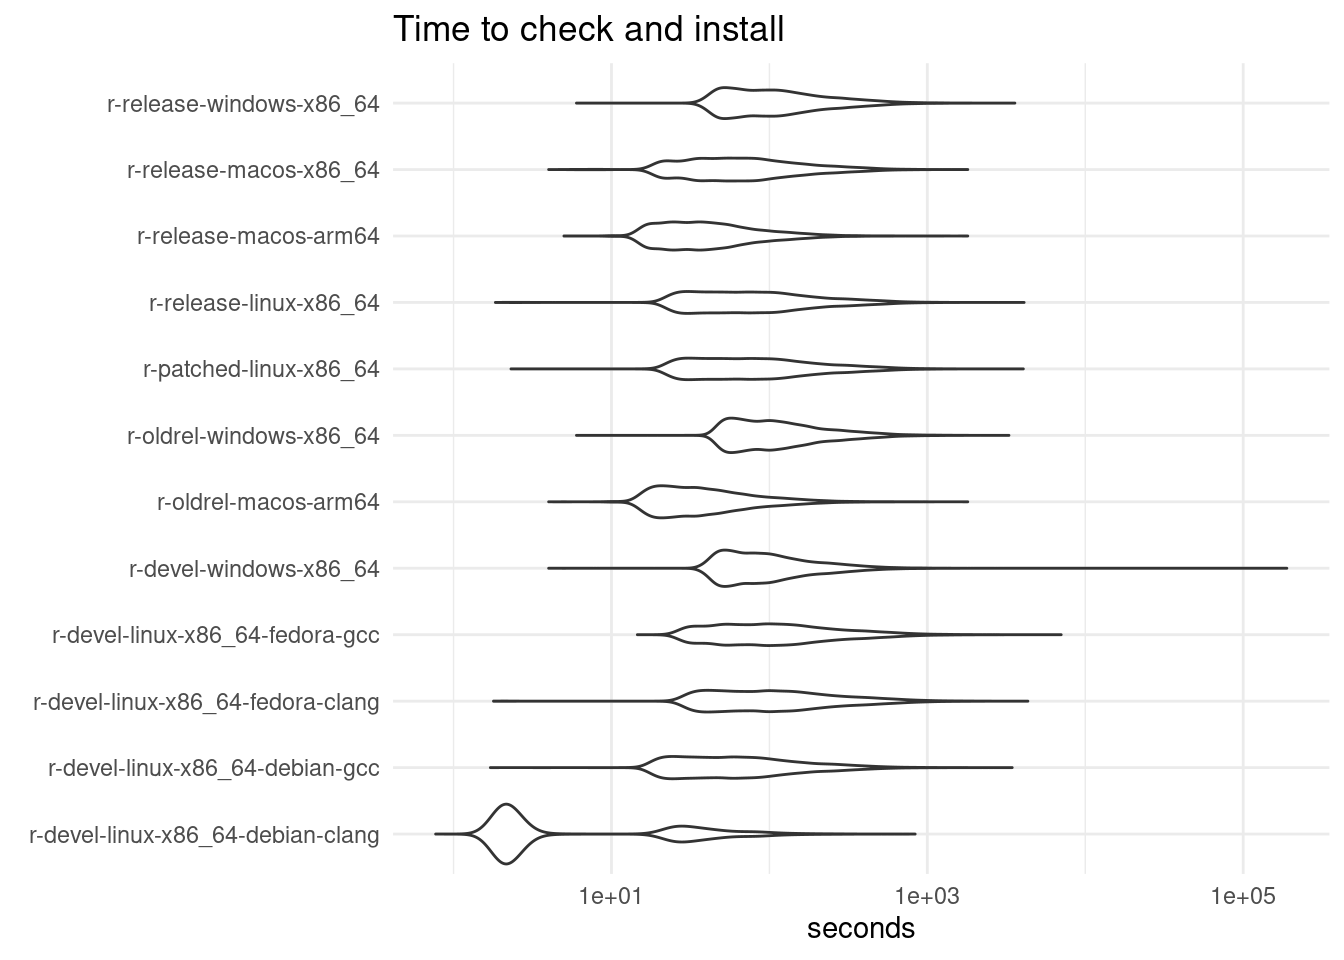 Time to check and install
r-release-windows-x86_64
r-release-macos-x86_64
r-release-macos-arm64
r-release-linux-x86_64
r-patched-linux-x86_64
r-oldrel-windows-x86_64
r-oldrel-macos-arm64
r-devel-windows-x86_64
r-devel-linux-x86_64-fedora-gcc
r-devel-linux-x86_64-fedora-clang
r-devel-linux-x86_64-debian-gcc
r-devel-linux-x86_64-debian-clang
1e+01 1e+03 1e+05
seconds